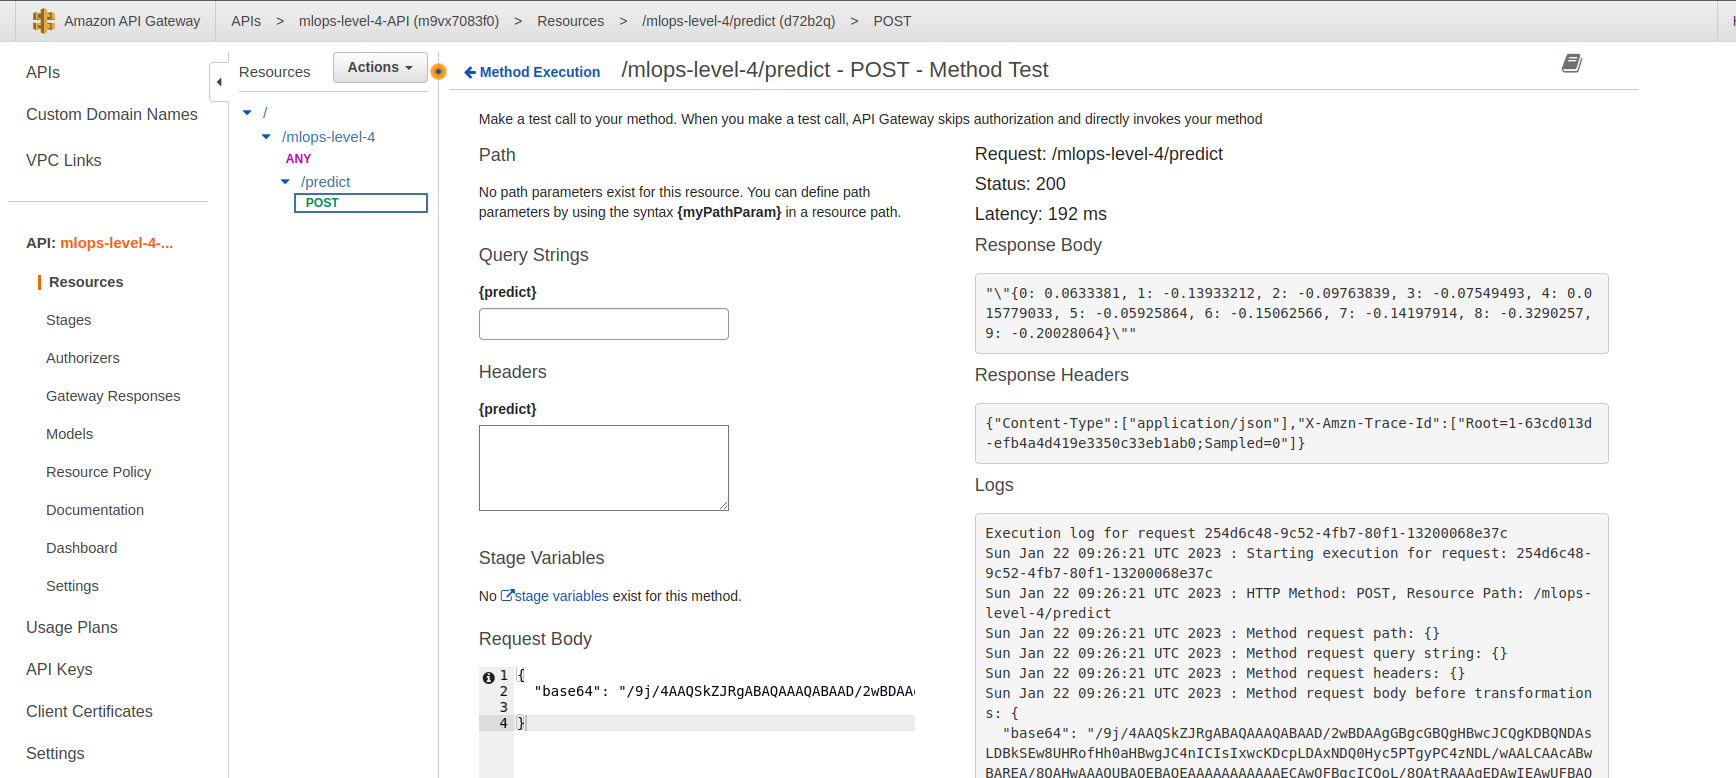 Amazon API Gateway APIs > mlops-level-4-API (m9vx7083f0) > Resources > /mlops-level-4/predict (d72b2q) > POST
APIs
Custom Domain Names
VPC Links
API: mlops-level-4-...
Resources
Stages
Authorizers
Gateway Responses
Models
Resource Policy
Documentation
Dashboard
Settings
Usage Plans
API Keys
Client Certificates
Settings
Resources Actions
/
/mlops-level-4
ANY
/predict
POST
Method Execution /mlops-level-4/predict - POST - Method Test
Make a test call to your method. When you make a test call, API Gateway skips authorization and directly invokes your method
Path
No path parameters exist for this resource. You can define path
parameters by using the syntax {myPathParam} in a resource path.
Query Strings
{predict}
Headers
{predict}
Stage Variables
No stage variables exist for this method.
Request Body
1 {
2 "base64": "/9j/4AAQSkZJRgABAQAAAQABAAD/2wBDAA
3
4 }
Request: /mlops-level-4/predict
Status: 200
Latency: 192 ms
Response Body
"\"{0: 0.0633381, 1: -0.13933212, 2: -0.09763839, 3: -0.07549493, 4: 0.0
15779033, 5: -0.05925864, 6: -0.15062566, 7: -0.14197914, 8: -0.3290257,
9: -0.20028064}\""
Response Headers
{"Content-Type":["application/json"],"X-Amzn-Trace-Id":["Root=1-63cd013d
-efb4a4d419e3350c33eb1ab0;Sampled=0"]}
Logs
Execution log for request 254d6c48-9c52-4fb7-80f1-13200068e37c
Sun Jan 22 09:26:21 UTC 2023 : Starting execution for request: 254d6c48-
9c52-4fb7-80f1-13200068e37c
Sun Jan 22 09:26:21 UTC 2023 : HTTP Method: POST, Resource Path: /mlops-
level-4/predict
Sun Jan 22 09:26:21 UTC 2023 : Method request path: {}
Sun Jan 22 09:26:21 UTC 2023 : Method request query string: {}
Sun Jan 22 09:26:21 UTC 2023 : Method request headers: {}
Sun Jan 22 09:26:21 UTC 2023 : Method request body before transformation
s: {
"base64": "/9j/4AAQSkZJRgABAQAAAQABAAD/2wBDAAgGBgcGBQgHBwcJCQgKDBQNDAs
LDBkSEw8UHRofHh0aHBwgJC4nICIsIxwcKDcpLDAxNDQ0Hyc5PTgyPC4zNDL/wAALCAAcABw